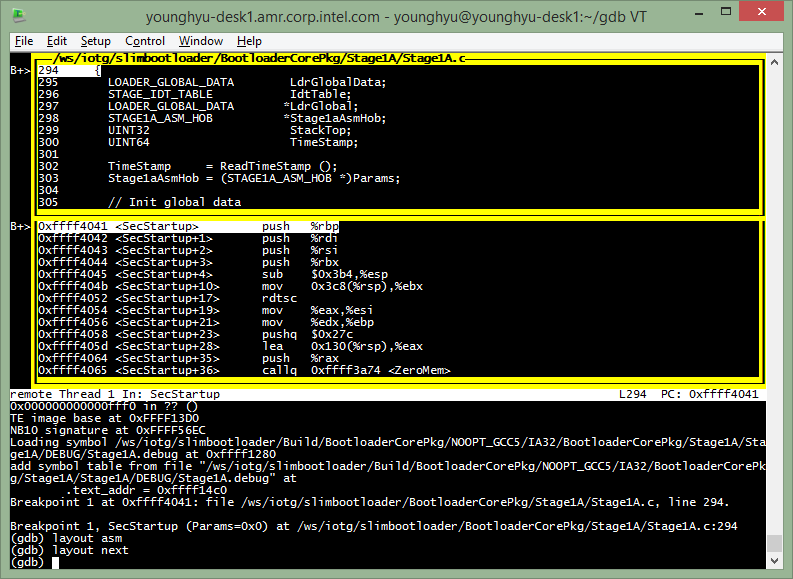 younghyu-desk1.amr.corp.intel.com - younghyu@younghyu-desk1:~/gdb VT
File Edit Setup Control Window Help
/ws/iotg/slimbootloader/BootloaderCorePkg/Stage1A/Stage1A.c
B+> 294 {
295 LOADER_GLOBAL_DATA LdrGlobalData;
296 STAGE_IDT_TABLE IdtTable;
297 LOADER_GLOBAL_DATA *LdrGlobal;
298 STAGE1A_ASM_HOB *Stage1aAsmHob;
299 UINT32 StackTop;
300 UINT64 TimeStamp;
301
302 TimeStamp = ReadTimeStamp ();
303 Stage1aAsmHob = (STAGE1A_ASM_HOB *)Params;
304
305 // Init global data
B+> 0xffff4041 <SecStartup> push %rbp
0xffff4042 <SecStartup+1> push %rdi
0xffff4043 <SecStartup+2> push %rsi
0xffff4044 <SecStartup+3> push %rbx
0xffff4045 <SecStartup+4> sub $0x3b4,%esp
0xffff404b <SecStartup+10> mov 0x3c8(%rsp),%ebx
0xffff4052 <SecStartup+17> rdtsc
0xffff4054 <SecStartup+19> mov %eax,%esi
0xffff4056 <SecStartup+21> mov %edx,%ebp
0xffff4058 <SecStartup+23> pushq $0x27c
0xffff405d <SecStartup+28> lea 0x130(%rsp),%eax
0xffff4064 <SecStartup+35> push %rax
0xffff4065 <SecStartup+36> callq 0xffff3a74 <ZeroMem>
remote Thread 1 In: SecStartup L294 PC: 0xffff4041
0x000000000000fff0 in ?? ()
TE image base at 0xFFFF13D0
NB10 signature at 0xFFFF56EC
Loading symbol /ws/iotg/slimbootloader/Build/BootloaderCorePkg/NOOPT_GCC5/IA32/BootloaderCorePkg/Stage1A/Sta
ge1A/DEBUG/Stage1A.debug at 0xffff1280
add symbol table from file "/ws/iotg/slimbootloader/Build/BootloaderCorePkg/NOOPT_GCC5/IA32/BootloaderCorePk
g/Stage1A/Stage1A/DEBUG/Stage1A.debug" at
.text_addr = 0xffff14c0
Breakpoint 1 at 0xffff4041: file /ws/iotg/slimbootloader/BootloaderCorePkg/Stage1A/Stage1A.c, line 294.
Breakpoint 1, SecStartup (Params=0x0) at /ws/iotg/slimbootloader/BootloaderCorePkg/Stage1A/Stage1A.c:294
(gdb) layout asm
(gdb) layout next
(gdb)